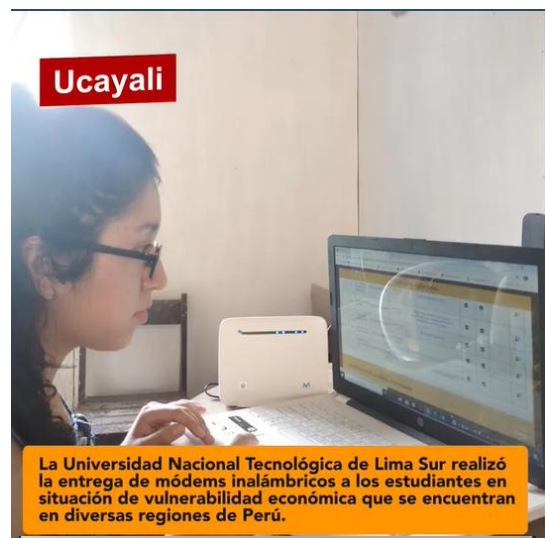 Ucayali
La Universidad Nacional Tecnológica de Lima Sur realizó
la entrega de módems inalámbricos a los estudiantes en
situación de vulnerabilidad económica que se encuentran
en diversas regiones de Perú.